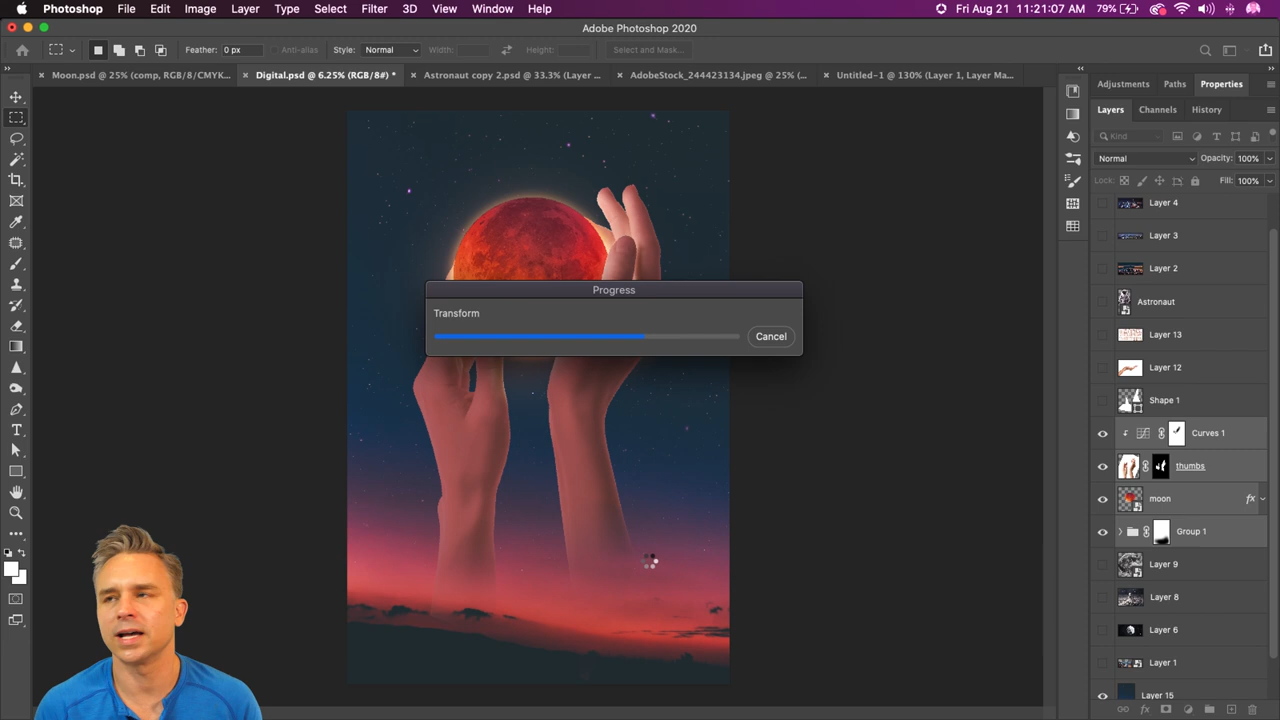 Photoshop File Edit Image Layer Type Select Filter 3D View Window Help Fri Aug 21 11:21:07 AM 79%
Adobe Photoshop 2020
Feather: 0 px Anti-alias Style: Normal Width: Height: Select and Mask...
Moon.psd @ 25% (comp, RGB/8/CMYK... Digital.psd @ 6.25% (RGB/8#) * Astronaut copy 2.psd @ 33.3% (Layer ... AdobeStock_244423134.jpeg @ 25% (... Untitled-1 @ 130% (Layer 1, Layer Ma...
Adjustments Paths Properties
Layers Channels History
Kind
Normal Opacity: 100%
Lock: Fill: 100%
Layer 4
Layer 3
Layer 2
Astronaut
Layer 13
Layer 12
Shape 1
Curves 1
thumbs
moon fx
Group 1
Layer 9
Layer 8
Layer 6
Layer 1
Layer 15
fx
Progress
Transform
Cancel